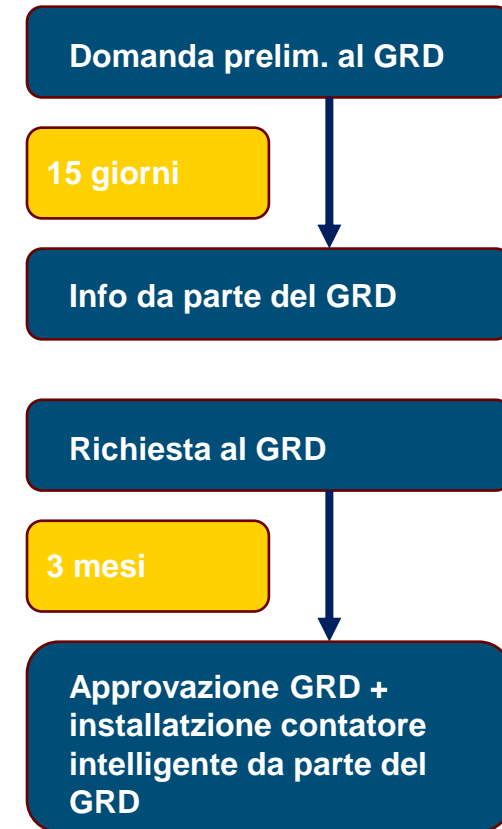 Domanda prelim. al GRD
15 giorni
Info da parte del GRD
Richiesta al GRD
3 mesi
Approvazione GRD +
installatzione contatore
intelligente da parte del
GRD